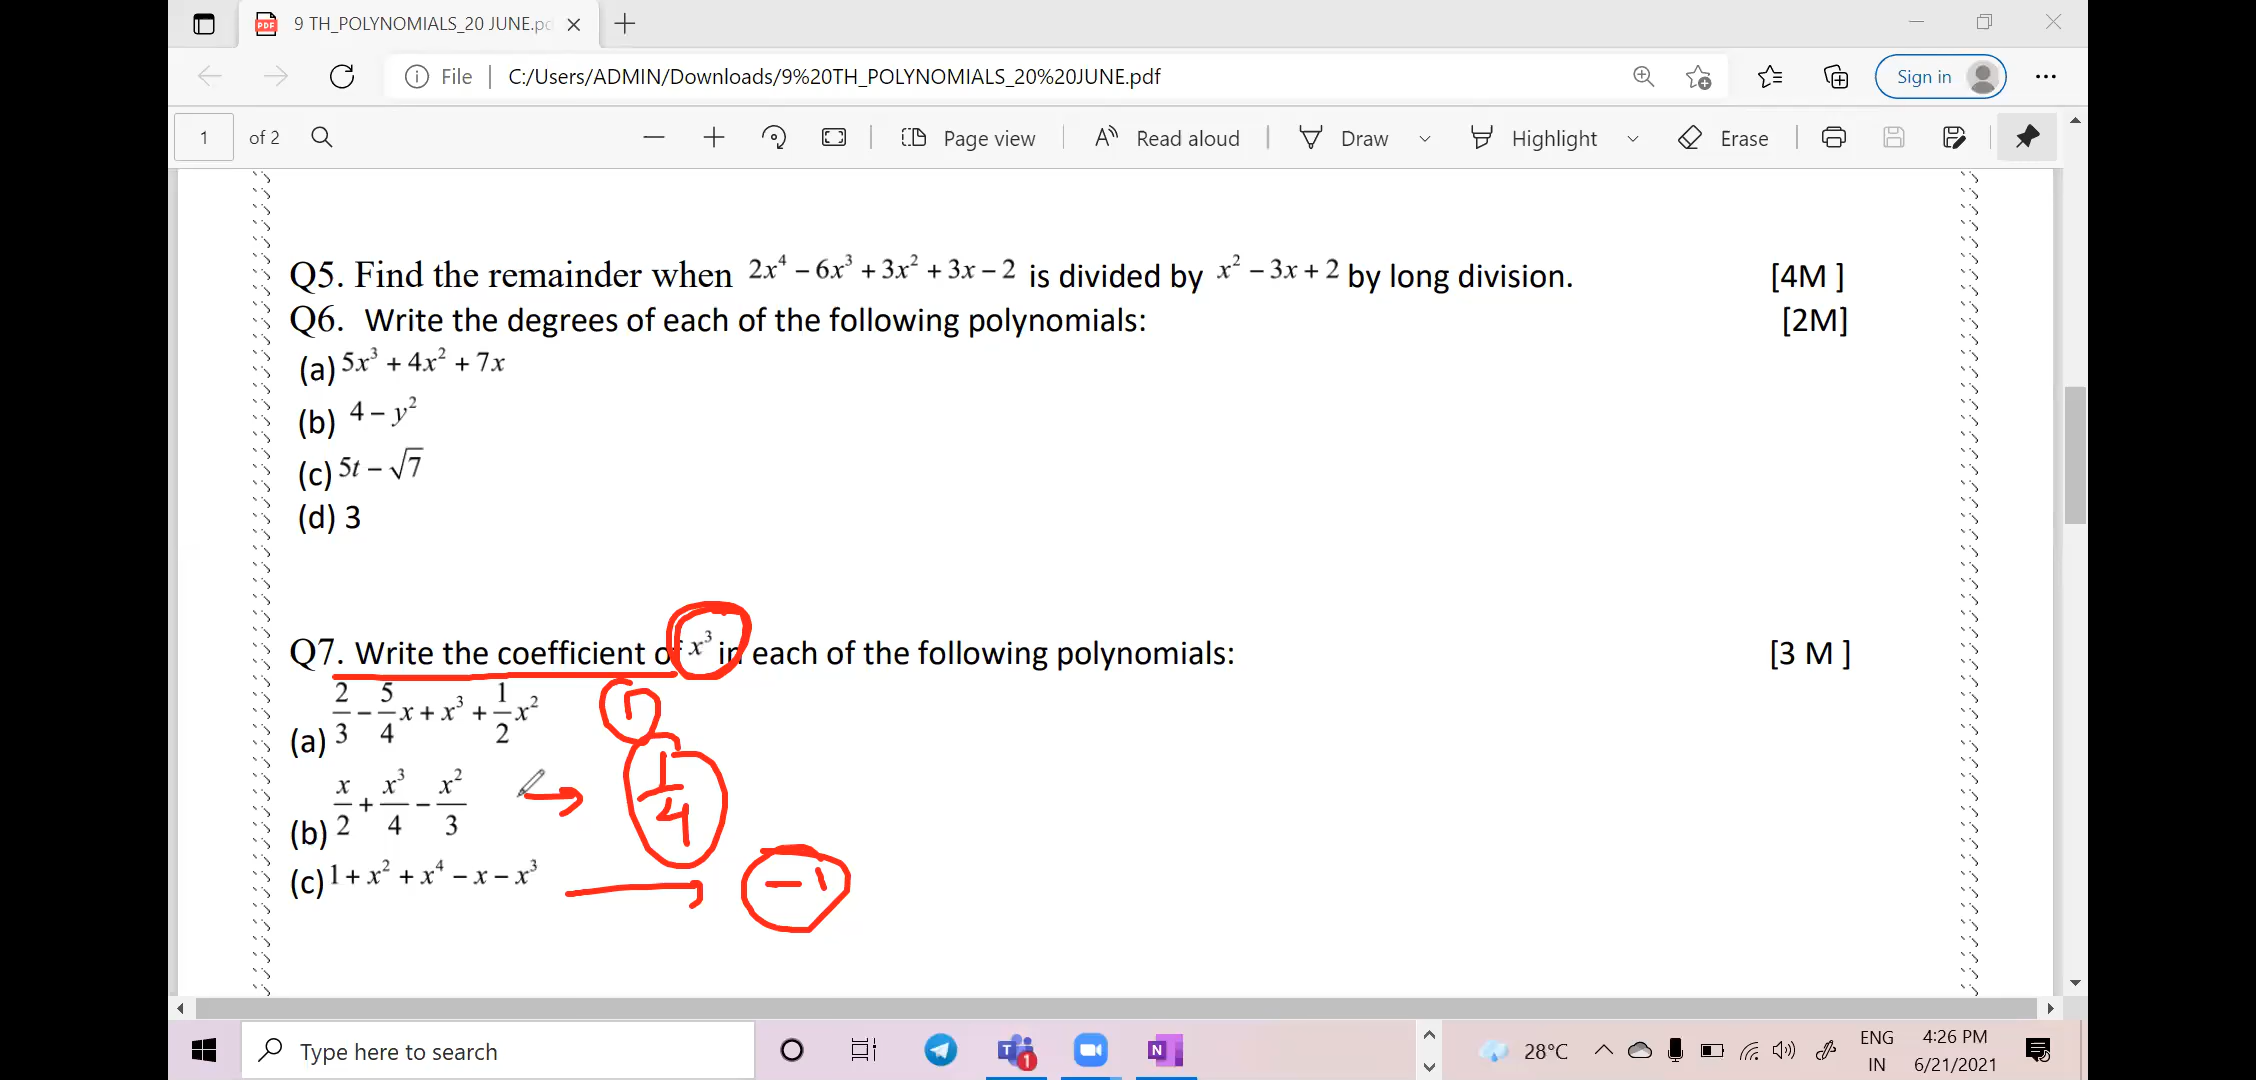 9 TH_POLYNOMIALS_20 JUNE.pd
File | C:/Users/ADMIN/Downloads/9%20TH_POLYNOMIALS_20%20JUNE.pdf
Sign in
1 of 2
Page view
Read aloud
Draw
Highlight
Erase
Q5. Find the remainder when 2x⁴ − 6x³ + 3x² + 3x − 2 is divided by x² − 3x + 2 by long division. [4M ]
Q6. Write the degrees of each of the following polynomials: [2M]
(a) 5x³ + 4x² + 7x
(b) 4 − y²
(c) 5t − √7
(d) 3
Q7. Write the coefficient of x³ in each of the following polynomials: [3 M ]
(a) 2/3 − 5/4 x + x³ + 1/2 x² 1
(b) x/2 + x³/4 − x²/3 → 1/4
(c) 1 + x² + x⁴ − x − x³ → −1
Type here to search
T 1
N
28°C
ENG
IN
4:26 PM
6/21/2021